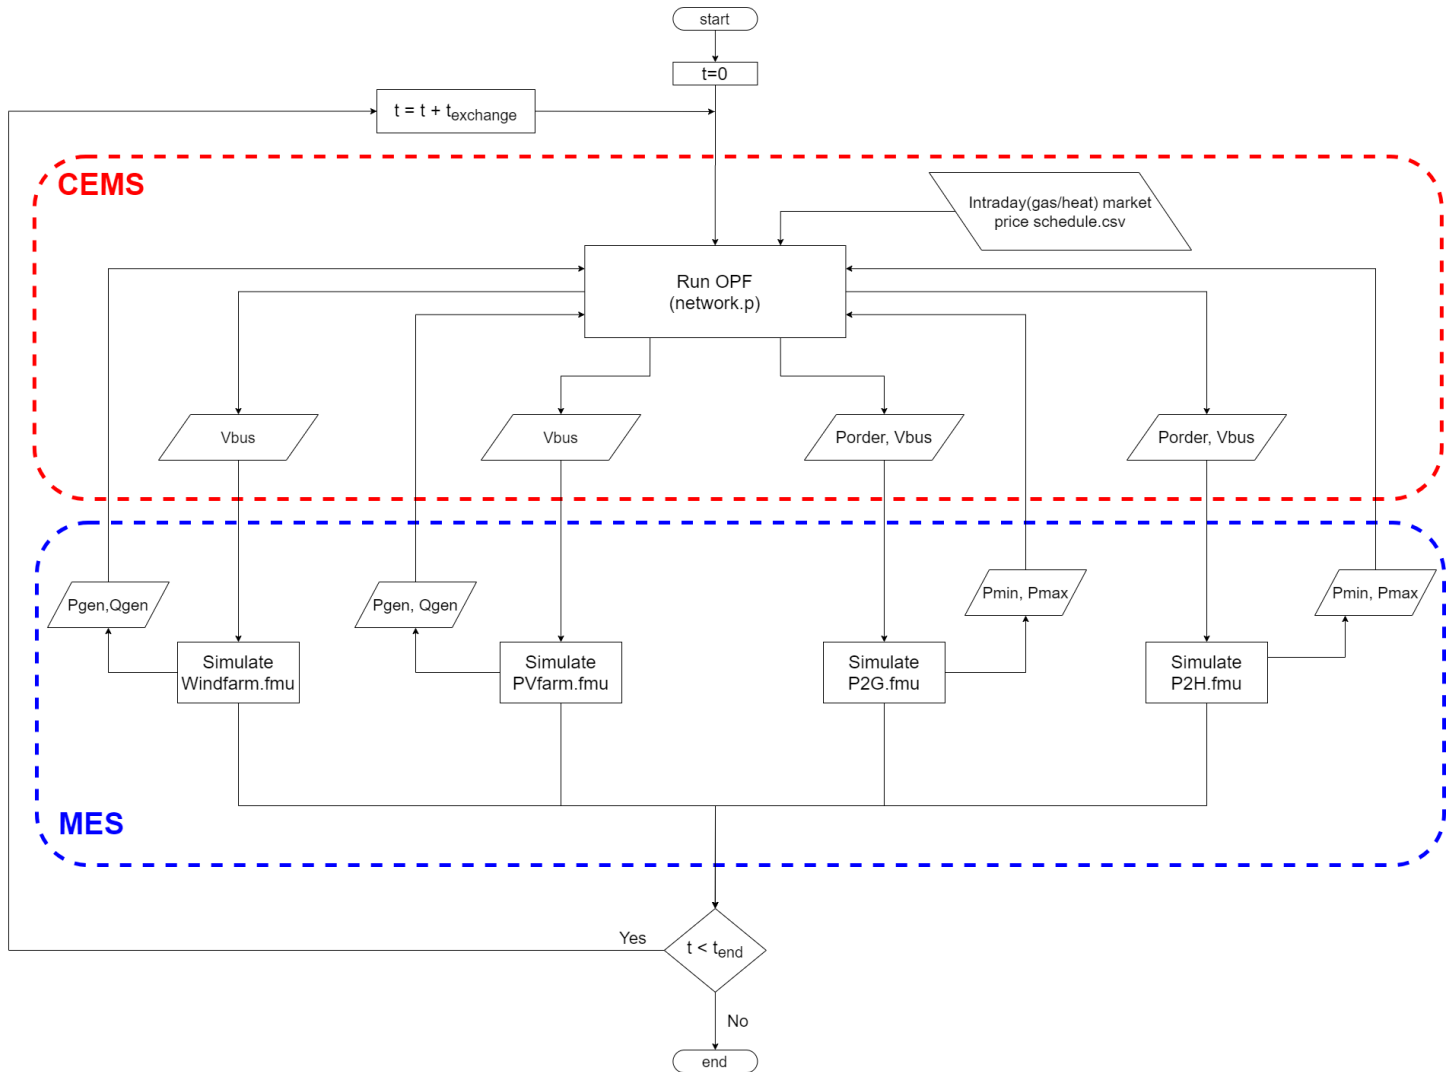 start
t=0
t = t + t_exchange
CEMS
Intraday(gas/heat) market
price schedule.csv
Run OPF
(network.p)
Vbus
Vbus
Porder, Vbus
Porder, Vbus
Pgen,Qgen
Pgen, Qgen
Pmin, Pmax
Pmin, Pmax
Simulate
Windfarm.fmu
Simulate
PVfarm.fmu
Simulate
P2G.fmu
Simulate
P2H.fmu
MES
Yes
t < t_end
No
end